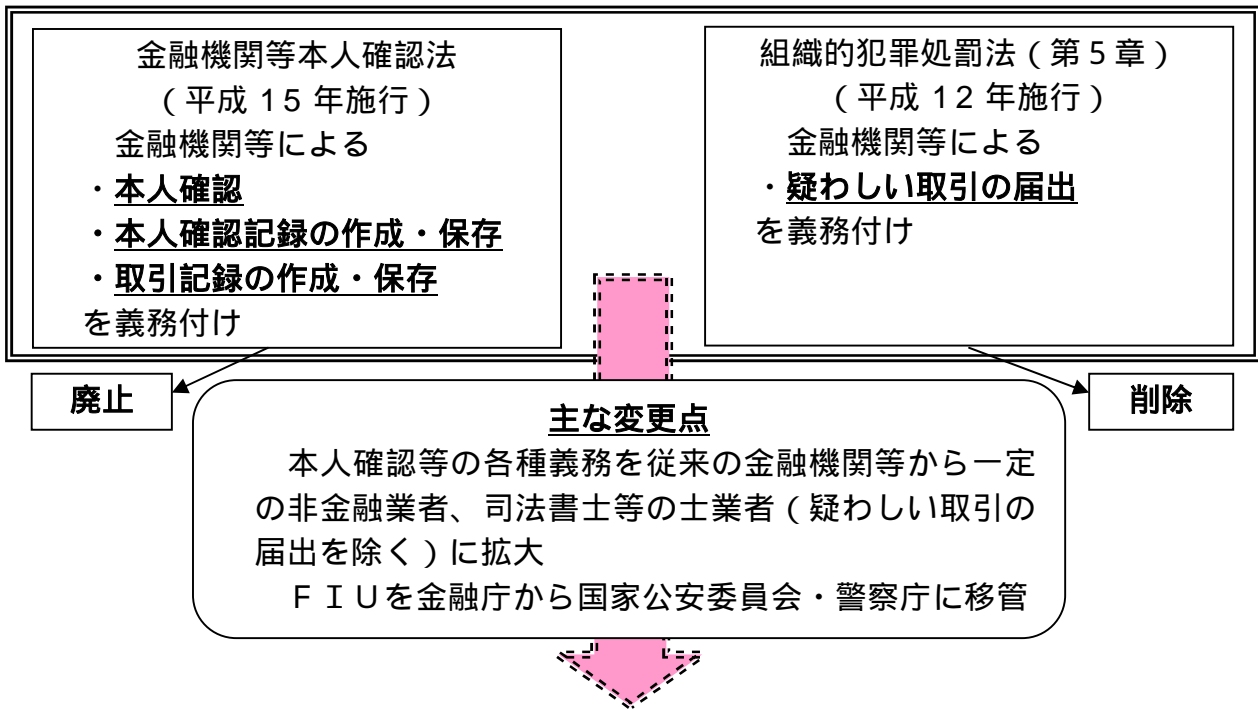 金融機関等本人確認法
（平成 15 年施行）
金融機関等による
・本人確認
・本人確認記録の作成・保存
・取引記録の作成・保存
を義務付け
組織的犯罪処罰法（第５章）
（平成 12 年施行）
金融機関等による
・疑わしい取引の届出
を義務付け
廃止
削除
主な変更点
本人確認等の各種義務を従来の金融機関等から一定
の非金融業者、司法書士等の士業者（疑わしい取引の
届出を除く）に拡大
ＦＩＵを金融庁から国家公安委員会・警察庁に移管